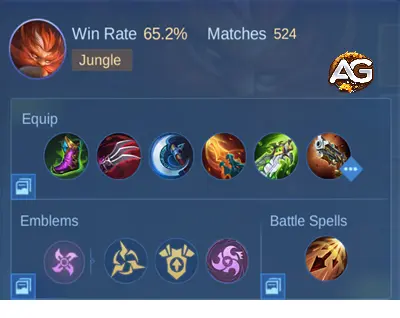 Win Rate 65.2% Matches 524
Jungle
AG
Equip
Emblems Battle Spells